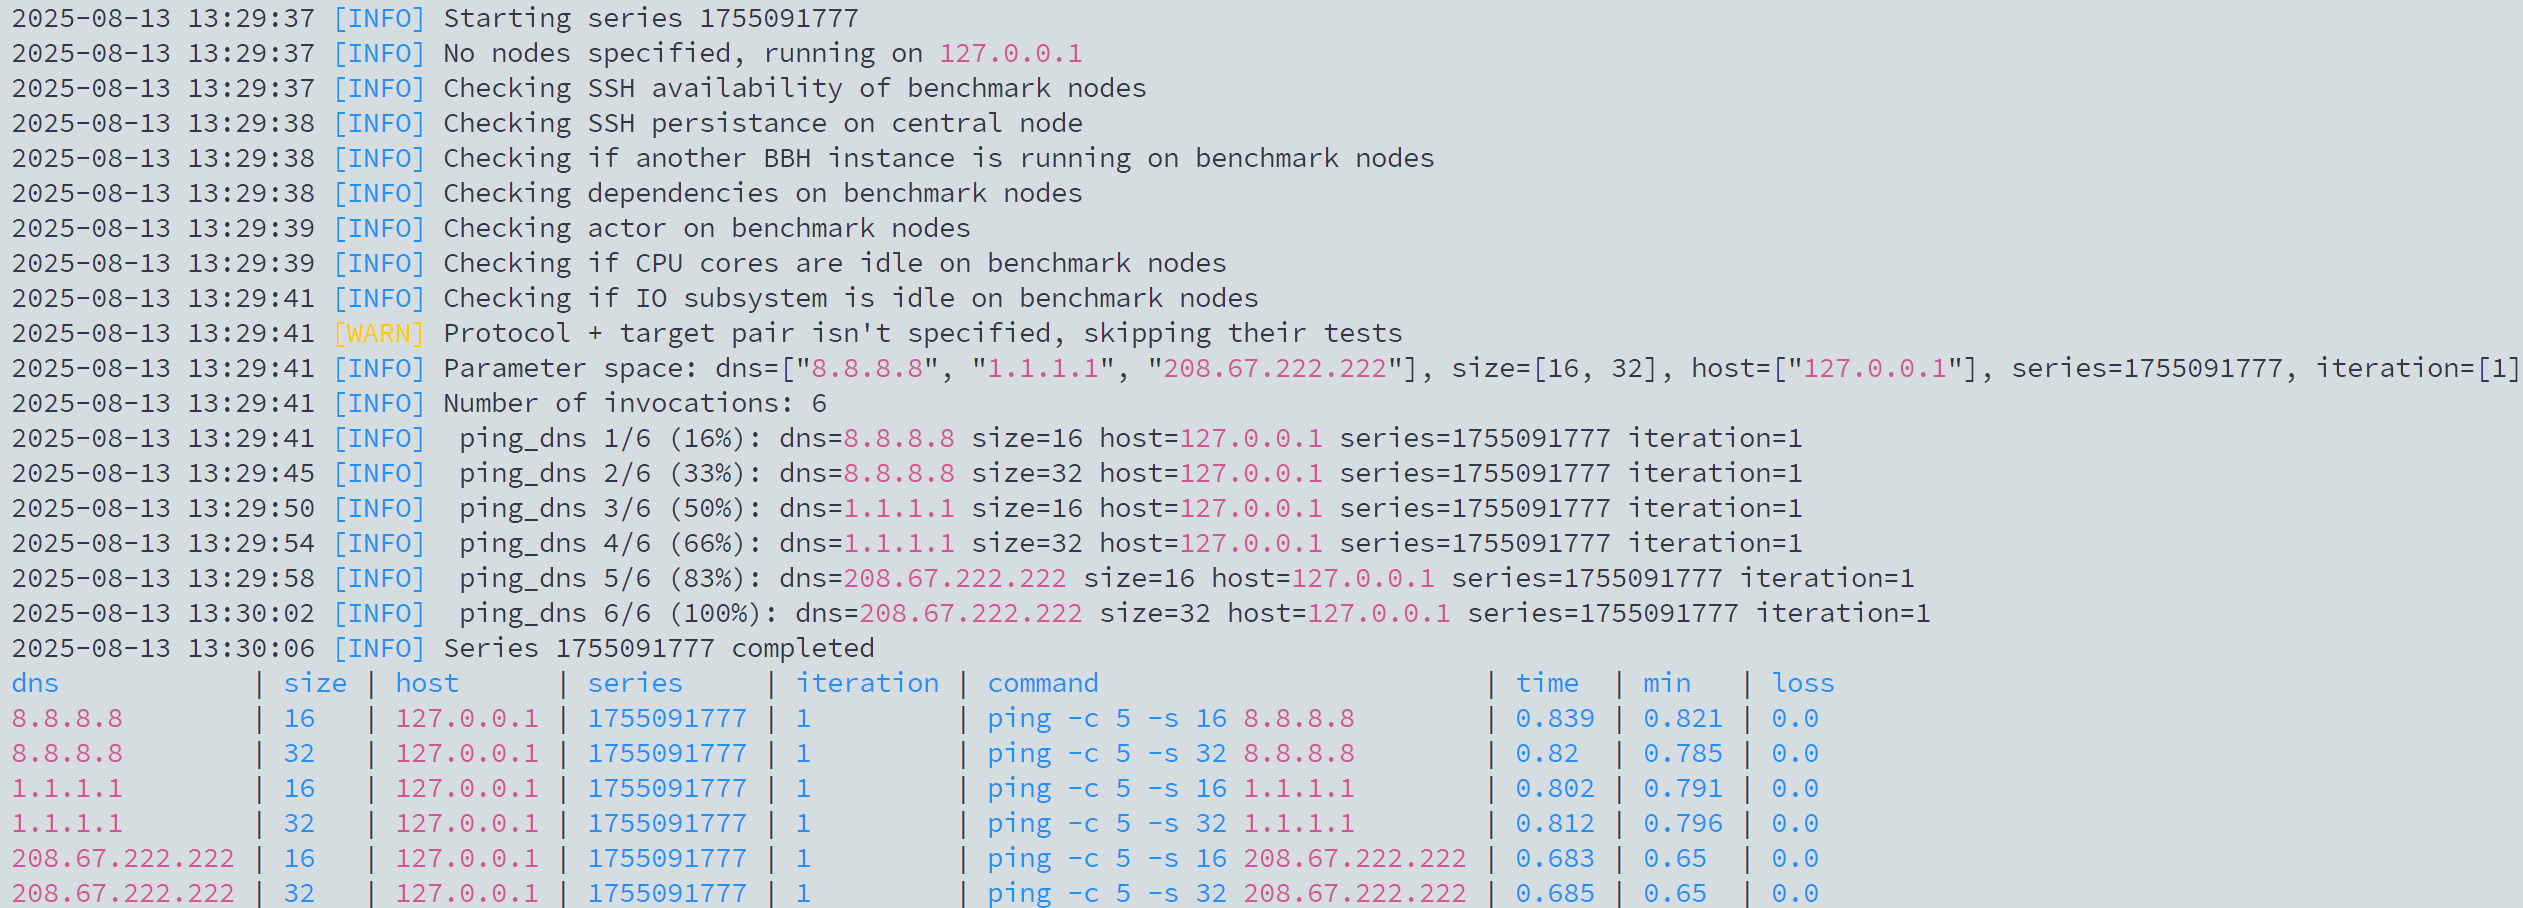 2025-08-13 13:29:37 [INFO] Starting series 1755091777
2025-08-13 13:29:37 [INFO] No nodes specified, running on 127.0.0.1
2025-08-13 13:29:37 [INFO] Checking SSH availability of benchmark nodes
2025-08-13 13:29:38 [INFO] Checking SSH persistance on central node
2025-08-13 13:29:38 [INFO] Checking if another BBH instance is running on benchmark nodes
2025-08-13 13:29:38 [INFO] Checking dependencies on benchmark nodes
2025-08-13 13:29:39 [INFO] Checking actor on benchmark nodes
2025-08-13 13:29:39 [INFO] Checking if CPU cores are idle on benchmark nodes
2025-08-13 13:29:41 [INFO] Checking if IO subsystem is idle on benchmark nodes
2025-08-13 13:29:41 [WARN] Protocol + target pair isn't specified, skipping their tests
2025-08-13 13:29:41 [INFO] Parameter space: dns=["8.8.8.8", "1.1.1.1", "208.67.222.222"], size=[16, 32], host=["127.0.0.1"], series=1755091777, iteration=[1]
2025-08-13 13:29:41 [INFO] Number of invocations: 6
2025-08-13 13:29:41 [INFO]  ping_dns 1/6 (16%): dns=8.8.8.8 size=16 host=127.0.0.1 series=1755091777 iteration=1
2025-08-13 13:29:45 [INFO]  ping_dns 2/6 (33%): dns=8.8.8.8 size=32 host=127.0.0.1 series=1755091777 iteration=1
2025-08-13 13:29:50 [INFO]  ping_dns 3/6 (50%): dns=1.1.1.1 size=16 host=127.0.0.1 series=1755091777 iteration=1
2025-08-13 13:29:54 [INFO]  ping_dns 4/6 (66%): dns=1.1.1.1 size=32 host=127.0.0.1 series=1755091777 iteration=1
2025-08-13 13:29:58 [INFO]  ping_dns 5/6 (83%): dns=208.67.222.222 size=16 host=127.0.0.1 series=1755091777 iteration=1
2025-08-13 13:30:02 [INFO]  ping_dns 6/6 (100%): dns=208.67.222.222 size=32 host=127.0.0.1 series=1755091777 iteration=1
2025-08-13 13:30:06 [INFO] Series 1755091777 completed
dns            | size | host      | series     | iteration | command                        | time  | min   | loss
8.8.8.8        | 16   | 127.0.0.1 | 1755091777 | 1         | ping -c 5 -s 16 8.8.8.8        | 0.839 | 0.821 | 0.0
8.8.8.8        | 32   | 127.0.0.1 | 1755091777 | 1         | ping -c 5 -s 32 8.8.8.8        | 0.82  | 0.785 | 0.0
1.1.1.1        | 16   | 127.0.0.1 | 1755091777 | 1         | ping -c 5 -s 16 1.1.1.1        | 0.802 | 0.791 | 0.0
1.1.1.1        | 32   | 127.0.0.1 | 1755091777 | 1         | ping -c 5 -s 32 1.1.1.1        | 0.812 | 0.796 | 0.0
208.67.222.222 | 16   | 127.0.0.1 | 1755091777 | 1         | ping -c 5 -s 16 208.67.222.222 | 0.683 | 0.65  | 0.0
208.67.222.222 | 32   | 127.0.0.1 | 1755091777 | 1         | ping -c 5 -s 32 208.67.222.222 | 0.685 | 0.65  | 0.0